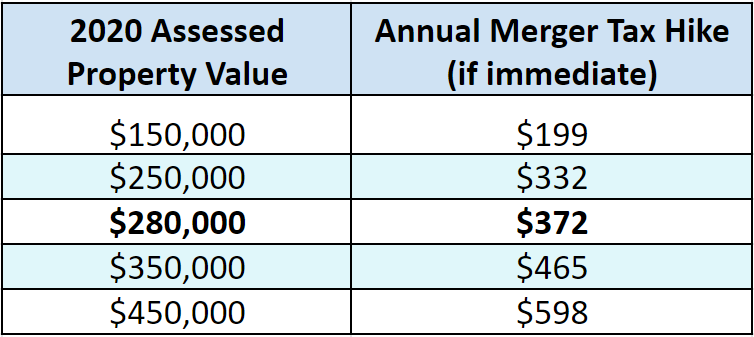 2020 Assessed Annual Merger Tax Hike
Property Value (if immediate)
$150,000 $199
$250,000 $332
$280,000 $372
$350,000 $465
$450,000 $598